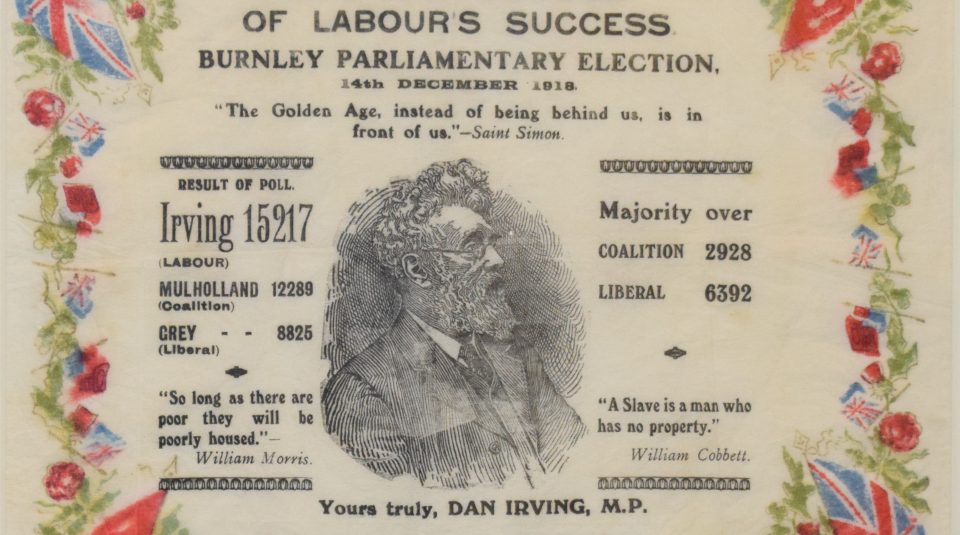 OF LABOUR'S SUCCESS.
BURNLEY PARLIAMENTARY ELECTION,
14th DECEMBER 1918.
"The Golden Age, instead of being behind us, is in
front of us."—Saint Simon.
RESULT OF POLL.
Irving 15217
(LABOUR)
MULHOLLAND 12289
(Coalition)
GREY - - 8825
(Liberal)
"So long as there are
poor they will be
poorly housed."—
William Morris.
Majority over
COALITION 2928
LIBERAL 6392
"A Slave is a man who
has no property."
William Cobbett.
Yours truly, DAN IRVING, M.P.